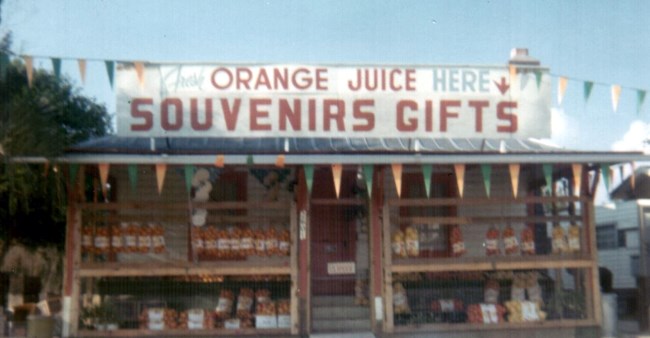 Fresh ORANGE JUICE HERE
SOUVENIRS GIFTS